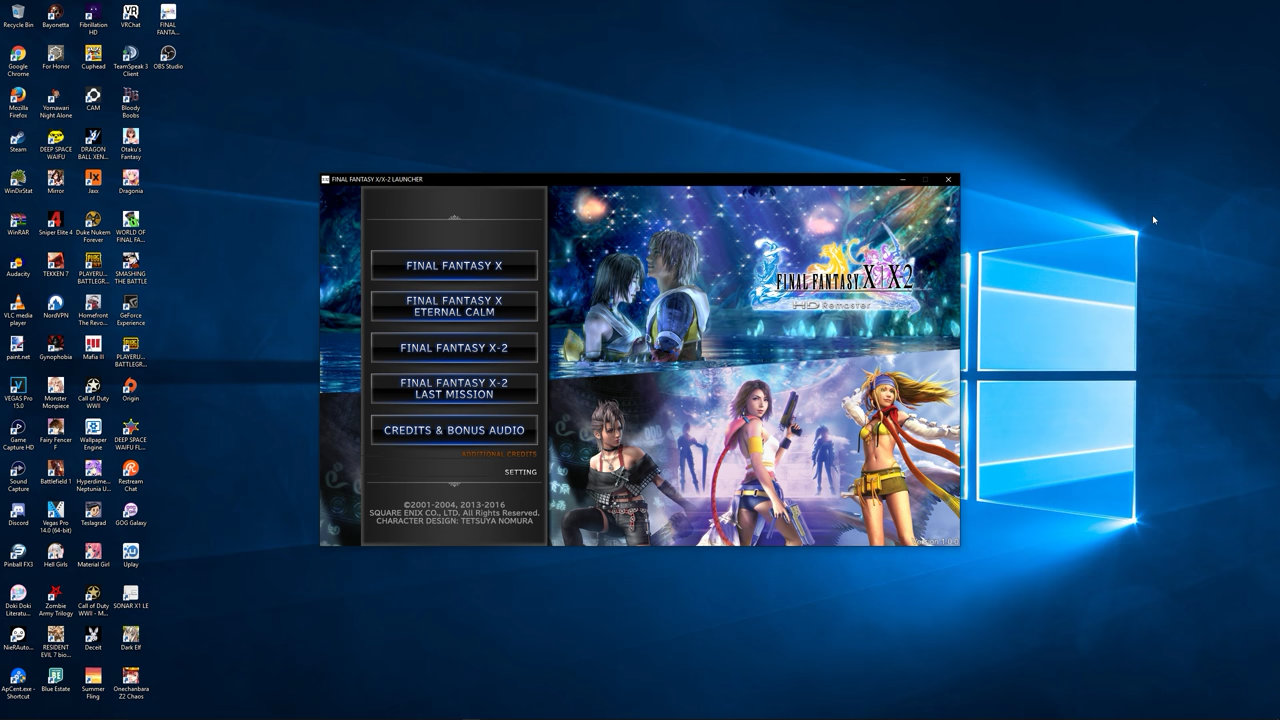 Recycle Bin
Bayonetta
Fibrillation
HD
VRChat
FINAL
FANTA...
Google
Chrome
For Honor
Cuphead
TeamSpeak 3
Client
OBS Studio
Mozilla
Firefox
Yomawari
Night Alone
CAM
Bloody
Boobs
Steam
DEEP SPACE
WAIFU
DRAGON
BALL XEN...
Otaku's
Fantasy
WinDirStat
Mirror
Jaxx
Dragonia
WinRAR
Sniper Elite 4
Duke Nukem
Forever
WORLD OF
FINAL FA...
Audacity
TEKKEN 7
PLAYERU...
BATTLEGR...
SMASHING
THE BATTLE
VLC media
player
NordVPN
Homefront
The Revo...
GeForce
Experience
paint.net
Gynophobia
Mafia III
PLAYERU...
BATTLEGR...
VEGAS Pro
15.0
Monster
Monpiece
Call of Duty
WWII
Origin
Game
Capture HD
Fairy Fencer
F
Wallpaper
Engine
DEEP SPACE
WAIFU FL...
Sound
Capture
Battlefield 1
Hyperdime...
Neptunia U...
Restream
Chat
Discord
Vegas Pro
14.0 (64-bit)
Teslagrad
GOG Galaxy
Pinball FX3
Hell Girls
Material Girl
Uplay
Doki Doki
Literatu...
Zombie
Army Trilogy
Call of Duty
WWII - M...
SONAR X1 LE
NieRAuto...
RESIDENT
EVIL 7 bio...
Deceit
Dark Elf
ApCent.exe -
Shortcut
Blue Estate
Summer
Fling
Onechanbara
Z2 Chaos
FINAL FANTASY X/X-2 LAUNCHER
FINAL FANTASY X
FINAL FANTASY X
ETERNAL CALM
FINAL FANTASY X-2
FINAL FANTASY X-2
LAST MISSION
CREDITS & BONUS AUDIO
ADDITIONAL CREDITS
SETTING
©2001-2004, 2013-2016
SQUARE ENIX CO., LTD. All Rights Reserved.
CHARACTER DESIGN: TETSUYA NOMURA
FINAL FANTASY X|X-2
HD Remaster
Version 1.0.0